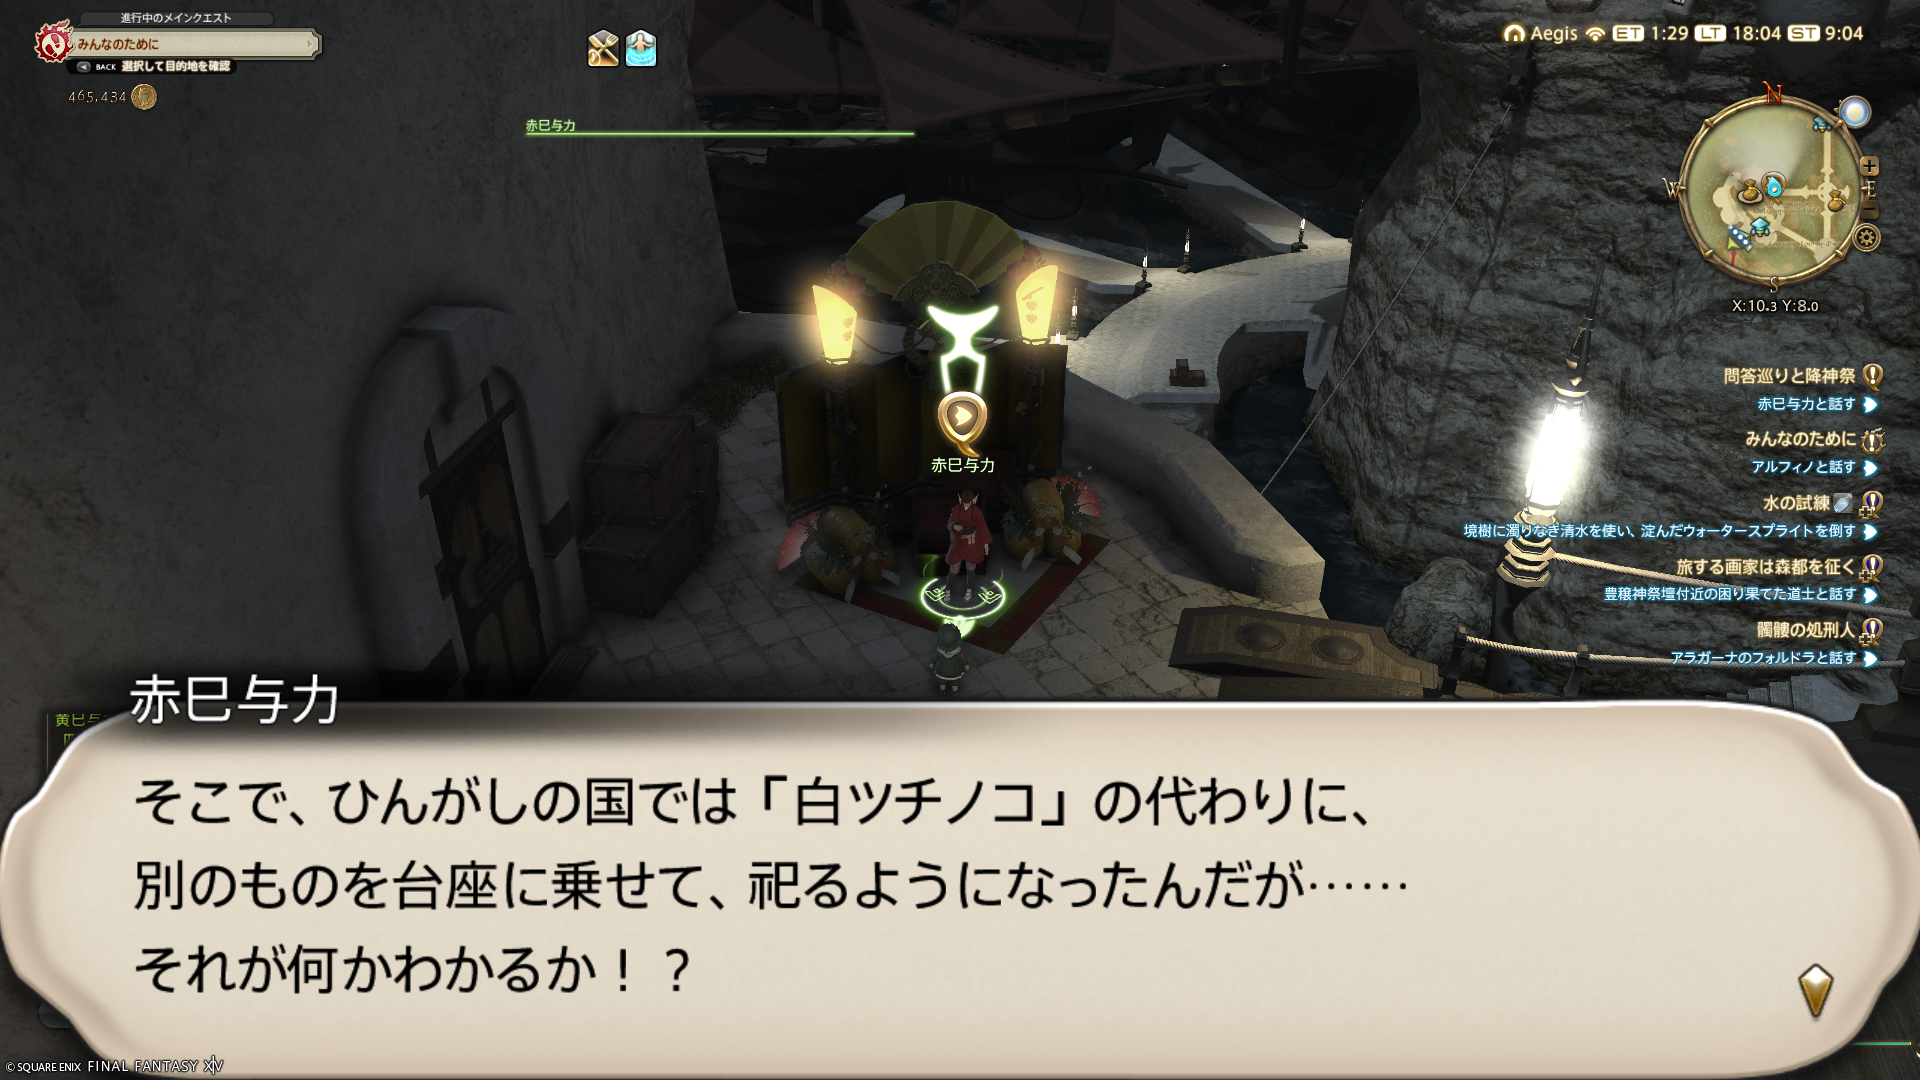 進行中のメインクエスト
みんなのために
BACK 選択して目的地を確認
465,434
赤巳与力
Aegis ET 1:29 LT 18:04 ST 9:04
N
W
E
S
X:10.3 Y:8.0
問答巡りと降神祭
赤巳与力と話す
みんなのために
アルフィノと話す
水の試練
境樹に濁りなき清水を使い、淀んだウォータースプライトを倒す
旅する画家は森都を征く
豊穣神祭壇付近の困り果てた道士と話す
髑髏の処刑人
アラガーナのフォルドラと話す
赤巳与力
赤巳与力
そこで、ひんがしの国では「白ツチノコ」の代わりに、
別のものを台座に乗せて、祀るようになったんだが……
それが何かわかるか！？
© SQUARE ENIX FINAL FANTASY XIV